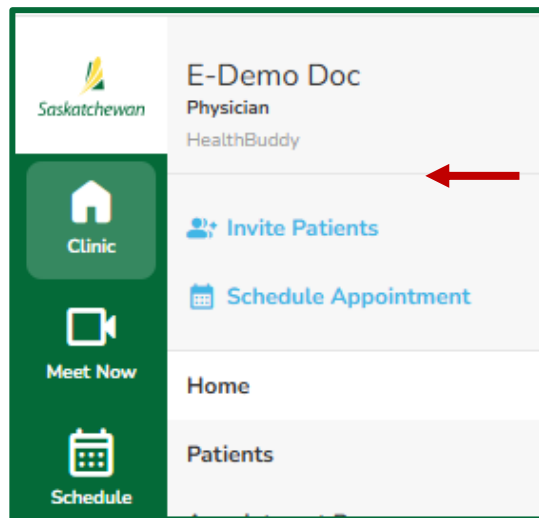 Saskatchewan
E-Demo Doc
Physician
HealthBuddy
Clinic
Invite Patients
Schedule Appointment
Meet Now
Home
Patients
Schedule